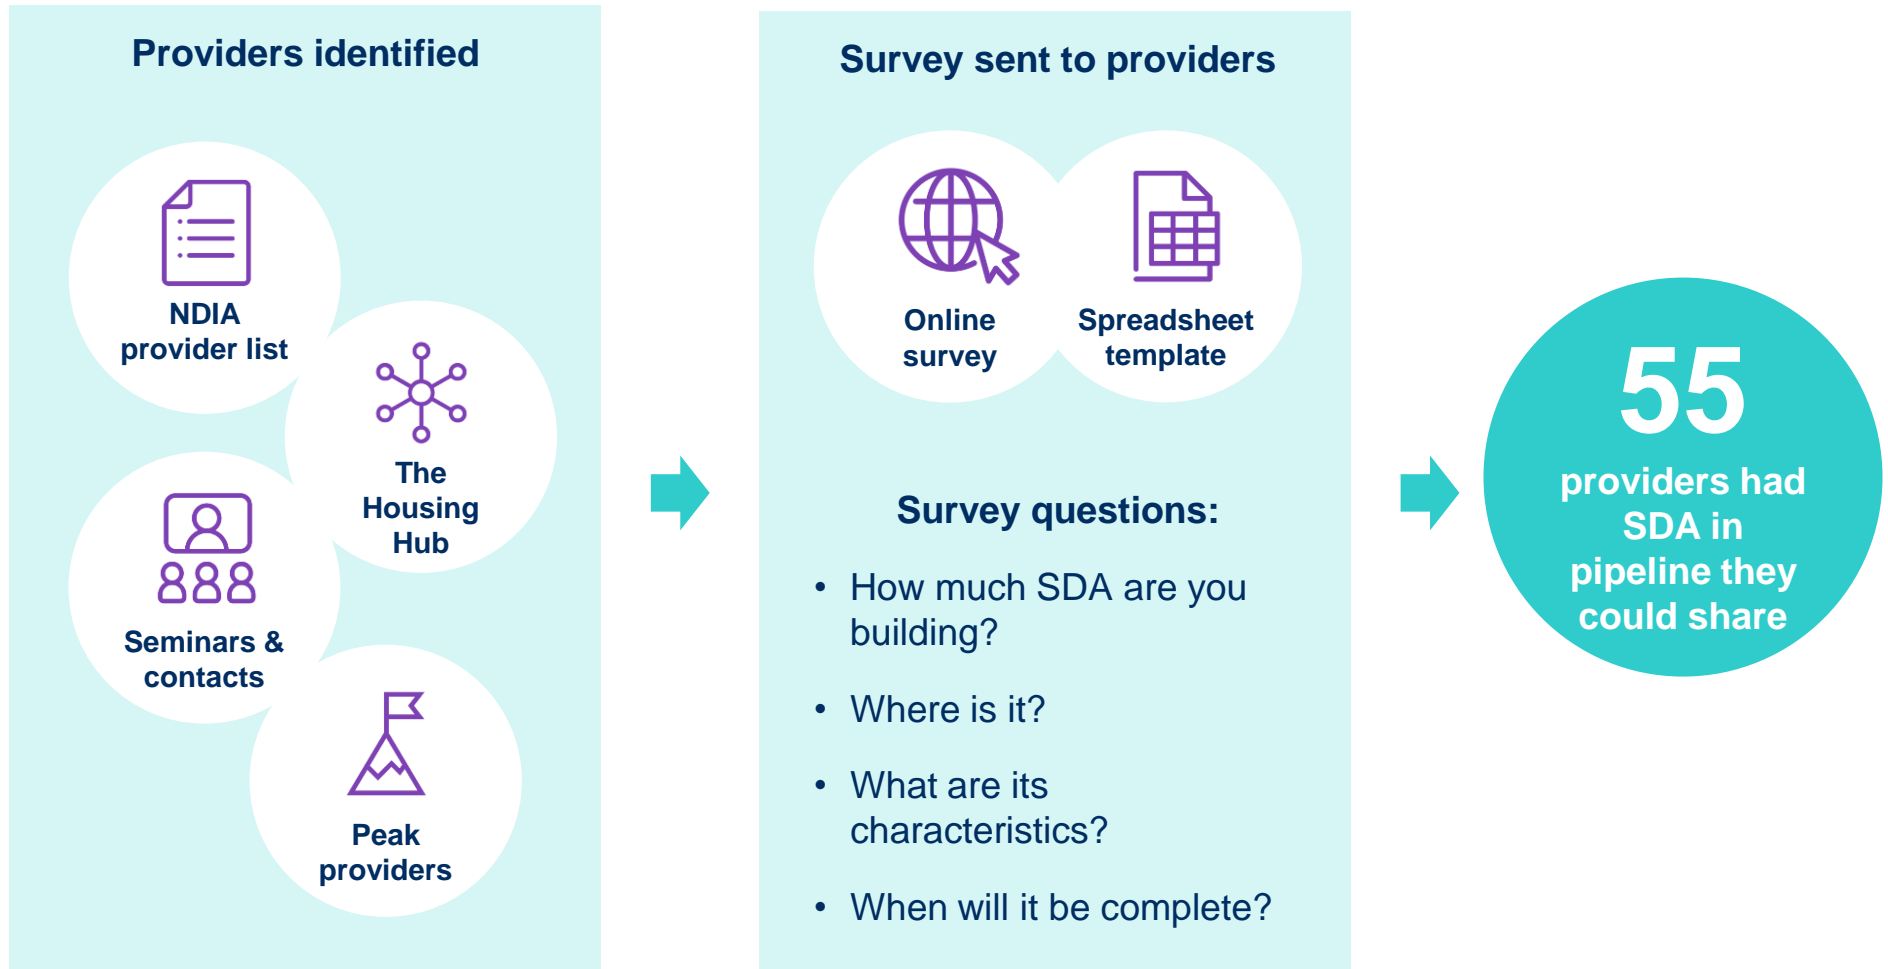 Providers identified
NDIA
provider list
The
Housing
Hub
Seminars &
contacts
Peak
providers
Survey sent to providers
Online
survey
Spreadsheet
template
Survey questions:
• How much SDA are you
building?
• Where is it?
• What are its
characteristics?
• When will it be complete?
55
providers had
SDA in
pipeline they
could share